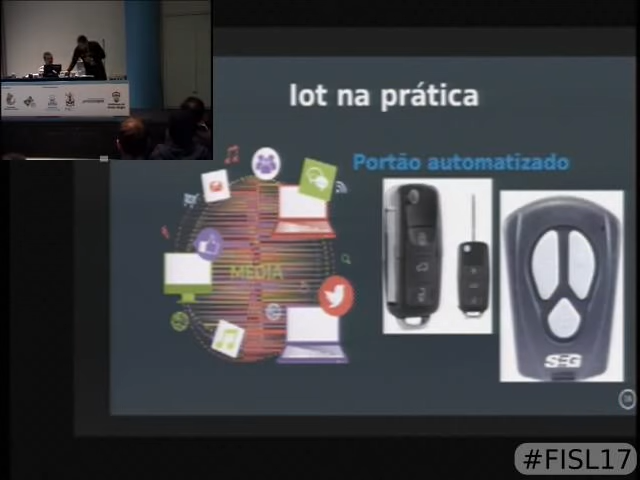 Iot na prática
Portão automatizado
MEDIA
SEG
#FISL17